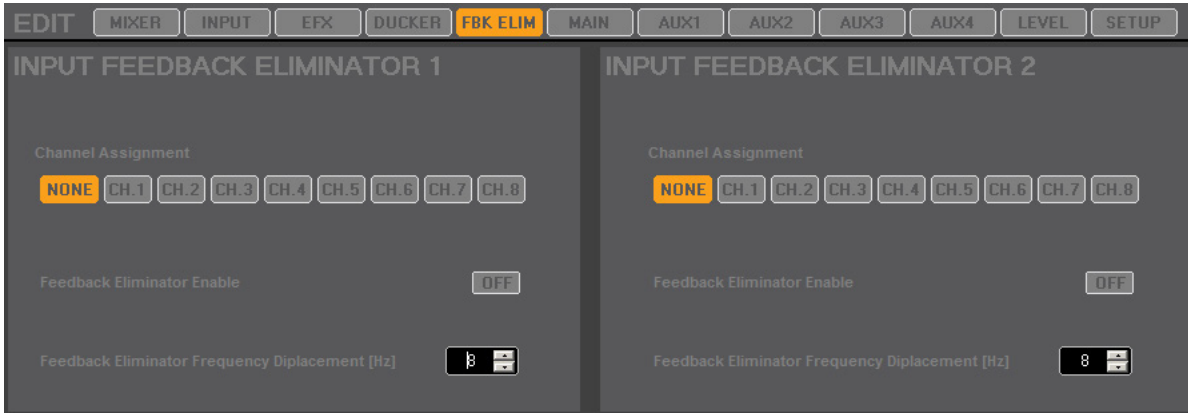 EDIT MIXER INPUT EFX DUCKER FBK ELIM MAIN AUX1 AUX2 AUX3 AUX4 LEVEL SETUP
INPUT FEEDBACK ELIMINATOR 1
Channel Assignment
NONE CH.1 CH.2 CH.3 CH.4 CH.5 CH.6 CH.7 CH.8
Feedback Eliminator Enable OFF
Feedback Eliminator Frequency Diplacement [Hz] 8
INPUT FEEDBACK ELIMINATOR 2
Channel Assignment
NONE CH.1 CH.2 CH.3 CH.4 CH.5 CH.6 CH.7 CH.8
Feedback Eliminator Enable OFF
Feedback Eliminator Frequency Diplacement [Hz] 8